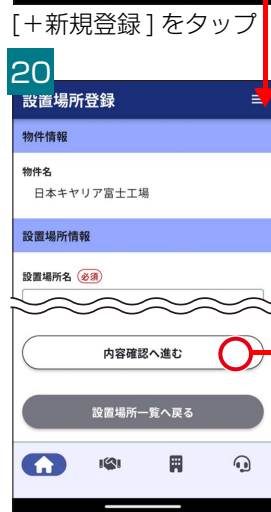 [＋新規登録]をタップ
20
設置場所登録
物件情報
物件名
日本キヤリア富士工場
設置場所情報
設置場所名 必須
内容確認へ進む
設置場所一覧へ戻る